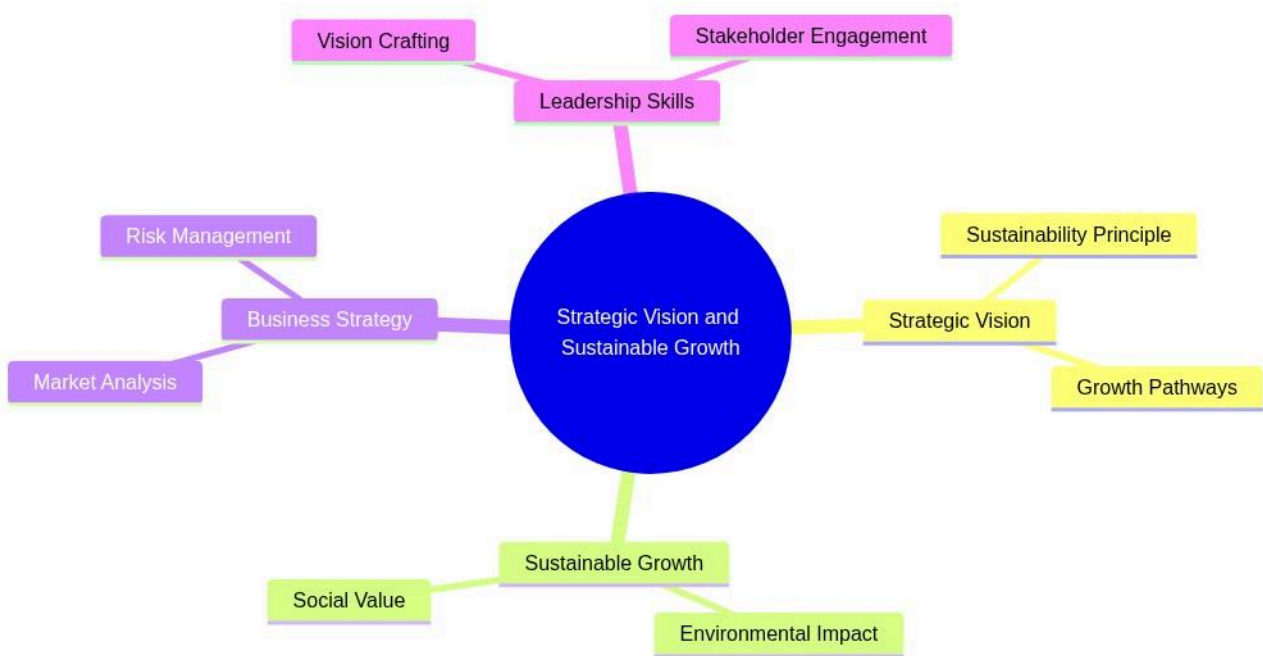 Vision Crafting
Stakeholder Engagement
Leadership Skills
Risk Management
Sustainability Principle
Business Strategy
Strategic Vision and
Sustainable Growth
Strategic Vision
Market Analysis
Growth Pathways
Sustainable Growth
Social Value
Environmental Impact